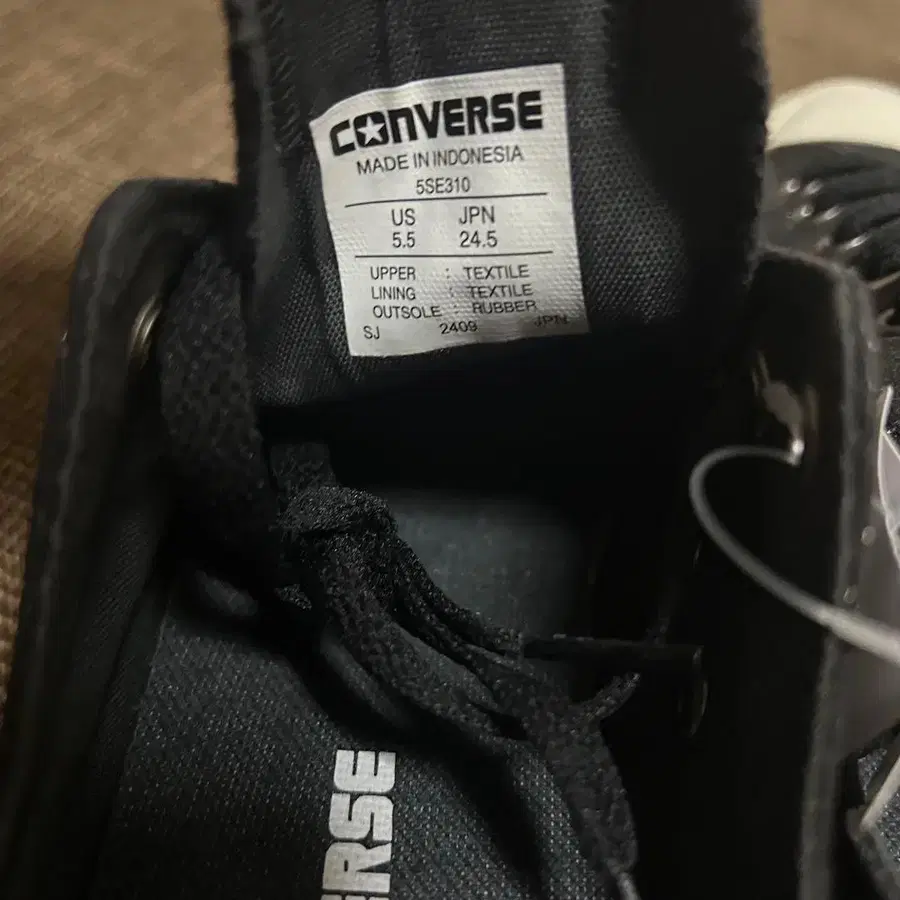 CONVERSE
MADE IN INDONESIA
5SE310
US JPN
5.5 24.5
UPPER : TEXTILE
LINING : TEXTILE
OUTSOLE : RUBBER
SJ 2409 JPN
ERSE